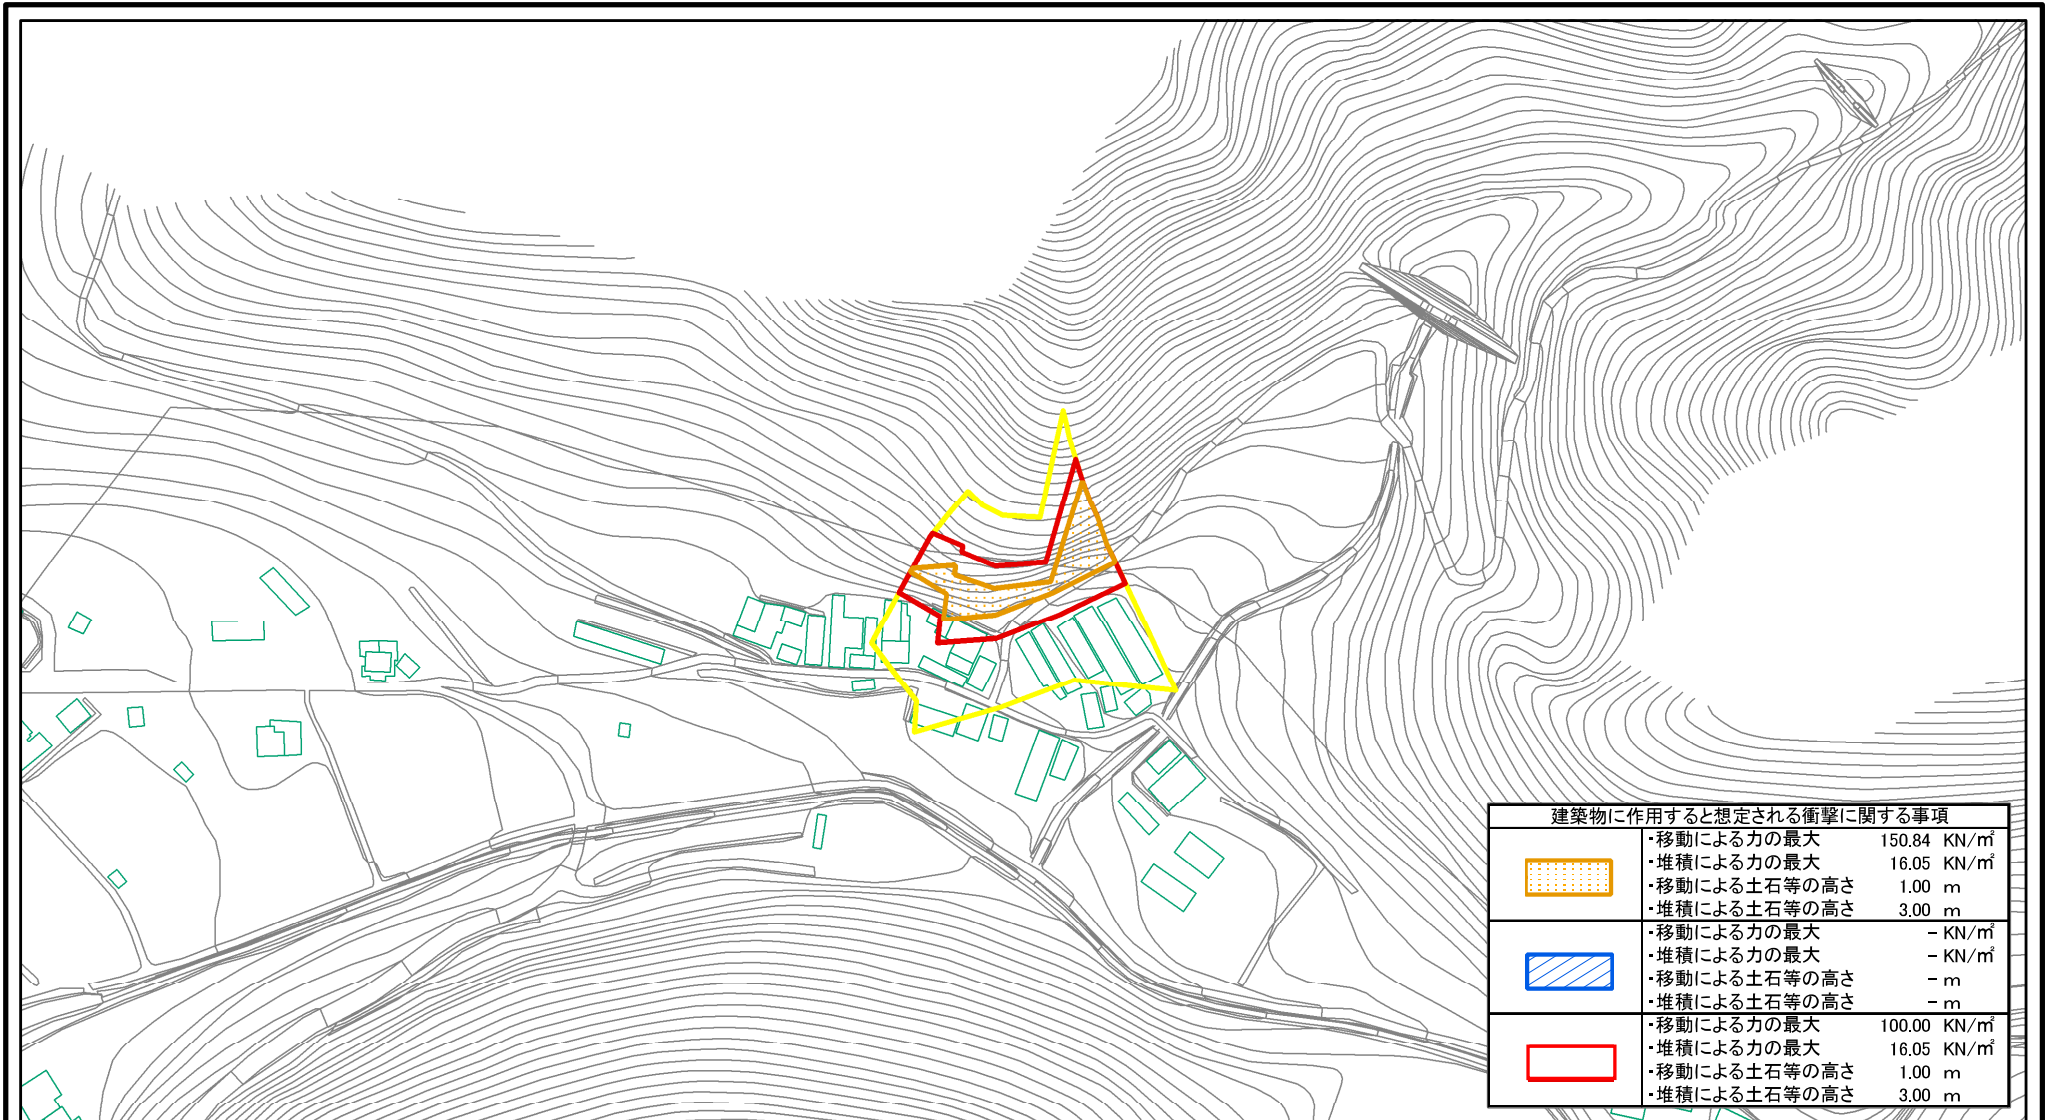 建築物に作用すると想定される衝撃に関する事項
・移動による力の最大 150.84 KN/㎡
・堆積による力の最大 16.05 KN/㎡
・移動による土石等の高さ 1.00 m
・堆積による土石等の高さ 3.00 m
・移動による力の最大 - KN/㎡
・堆積による力の最大 - KN/㎡
・移動による土石等の高さ - m
・堆積による土石等の高さ - m
・移動による力の最大 100.00 KN/㎡
・堆積による力の最大 16.05 KN/㎡
・移動による土石等の高さ 1.00 m
・堆積による土石等の高さ 3.00 m